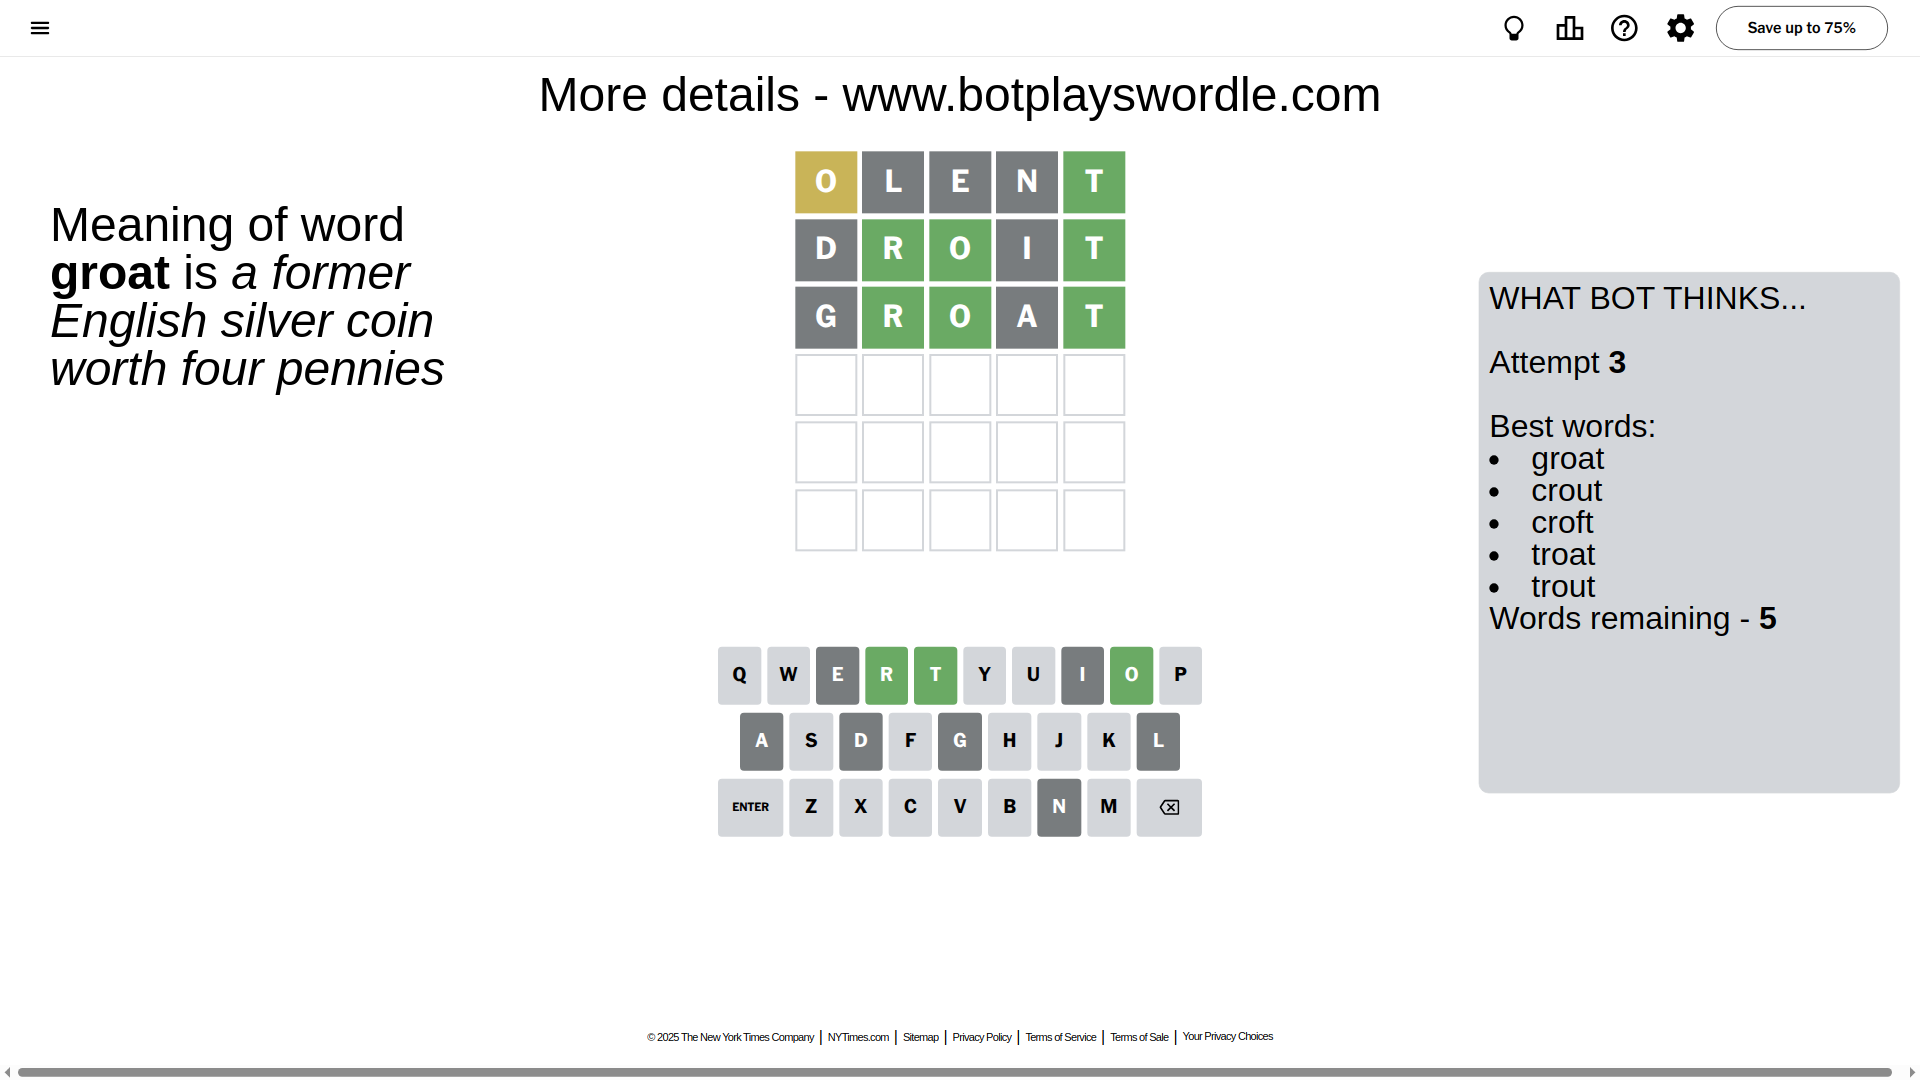 Save up to 75%
More details - www.botplayswordle.com
Meaning of word
groat is a former
English silver coin
worth four pennies
O L E N T
D R O I T
G R O A T
WHAT BOT THINKS...
Attempt 3
Best words:
• groat
• crout
• croft
• troat
• trout
Words remaining - 5
Q W E R T Y U I O P
A S D F G H J K L
ENTER Z X C V B N M
© 2025 The New York Times Company | NYTimes.com | Sitemap | Privacy Policy | Terms of Service | Terms of Sale | Your Privacy Choices